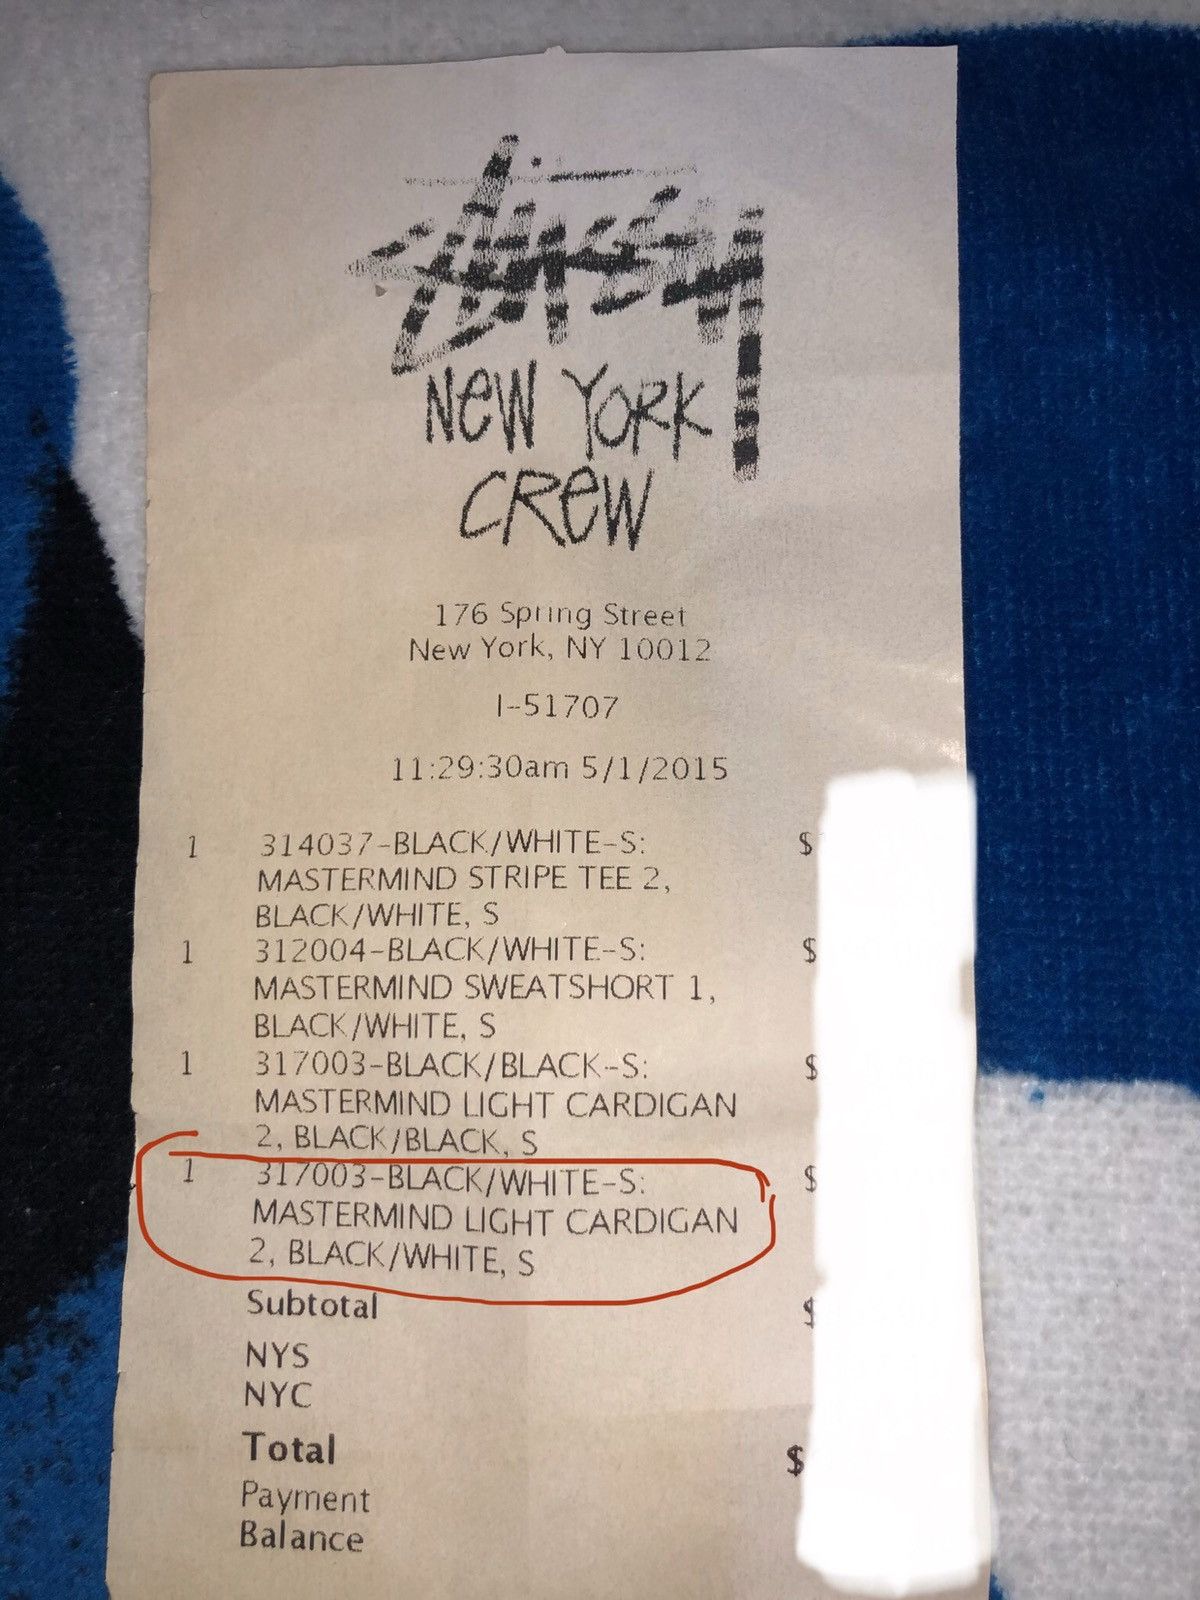 Stüssy
New York
Crew
176 Spring Street
New York, NY 10012
I-51707
11:29:30am 5/1/2015
1 314037-BLACK/WHITE-S: $
MASTERMIND STRIPE TEE 2,
BLACK/WHITE, S
1 312004-BLACK/WHITE-S: $
MASTERMIND SWEATSHORT 1,
BLACK/WHITE, S
1 317003-BLACK/BLACK-S: $
MASTERMIND LIGHT CARDIGAN
2, BLACK/BLACK, S
1 317003-BLACK/WHITE-S: $
MASTERMIND LIGHT CARDIGAN
2, BLACK/WHITE, S
Subtotal $
NYS
NYC
Total $
Payment
Balance